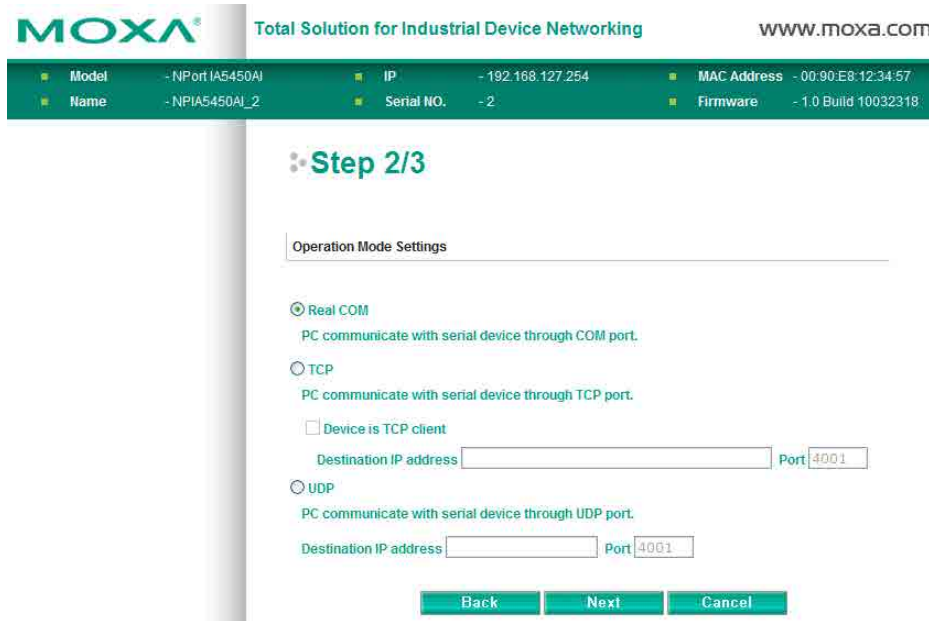 MOXA® Total Solution for Industrial Device Networking www.moxa.com
Model - NPort IA5450AI IP - 192.168.127.254 MAC Address - 00:90:E8:12:34:57
Name - NPIA5450AI_2 Serial NO. - 2 Firmware - 1.0 Build 10032318
Step 2/3
Operation Mode Settings
Real COM
PC communicate with serial device through COM port.
TCP
PC communicate with serial device through TCP port.
Device is TCP client
Destination IP address Port 4001
UDP
PC communicate with serial device through UDP port.
Destination IP address Port 4001
Back Next Cancel